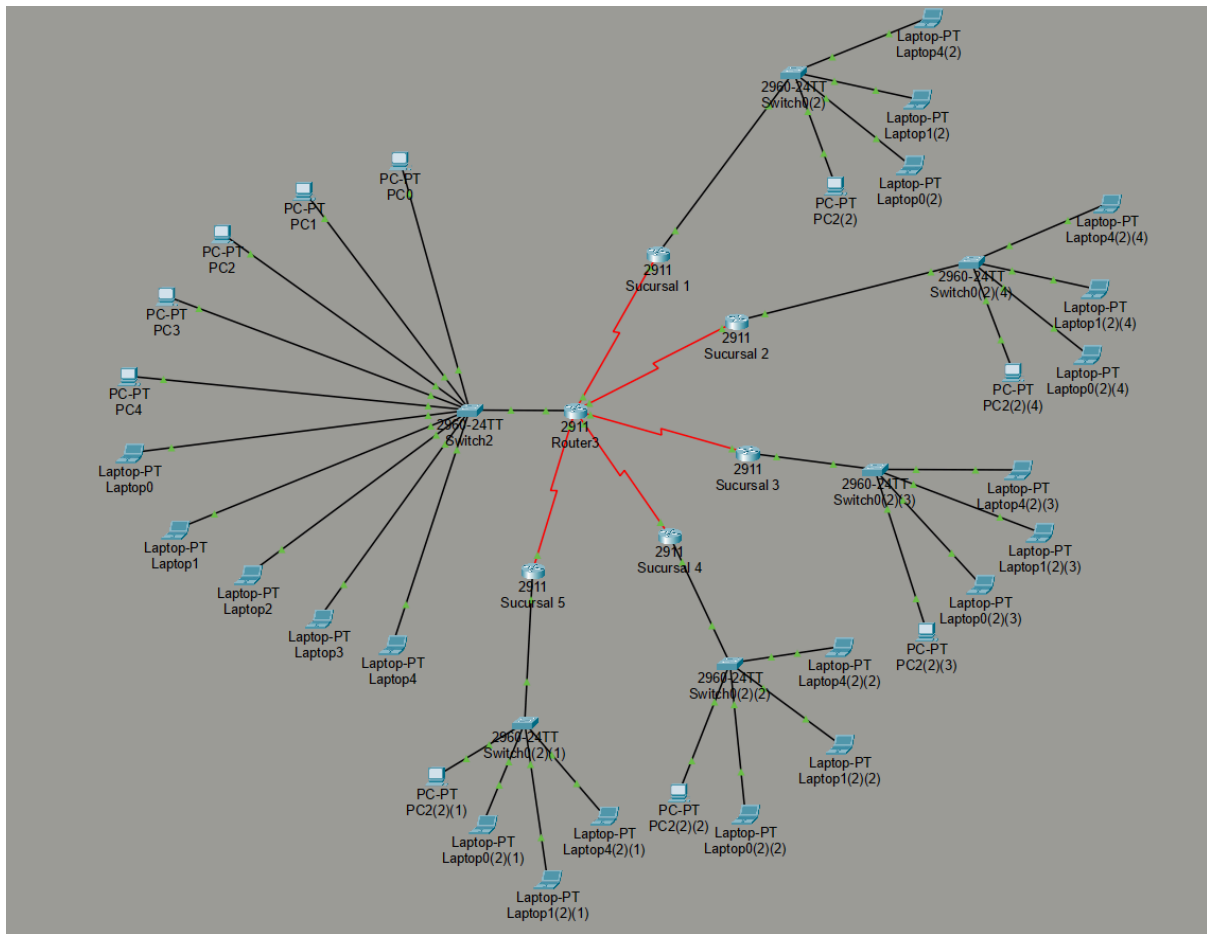 Laptop-PT
Laptop4(2)
2960-24TT
Switch0(2)
Laptop-PT
Laptop1(2)
Laptop-PT
Laptop0(2)
PC-PT
PC2(2)
PC-PT
PC0
PC-PT
PC1
PC-PT
PC2
PC-PT
PC3
PC-PT
PC4
Laptop-PT
Laptop0
Laptop-PT
Laptop1
Laptop-PT
Laptop2
Laptop-PT
Laptop3
Laptop-PT
Laptop4
2960-24TT
Switch2
2911
Router3
2911
Sucursal 1
2911
Sucursal 2
Laptop-PT
Laptop4(2)(4)
2960-24TT
Switch0(2)(4)
Laptop-PT
Laptop1(2)(4)
Laptop-PT
Laptop0(2)(4)
PC-PT
PC2(2)(4)
2911
Sucursal 3
2960-24TT
Switch0(2)(3)
Laptop-PT
Laptop4(2)(3)
Laptop-PT
Laptop1(2)(3)
Laptop-PT
Laptop0(2)(3)
PC-PT
PC2(2)(3)
2911
Sucursal 4
2960-24TT
Switch0(2)(2)
Laptop-PT
Laptop4(2)(2)
Laptop-PT
Laptop1(2)(2)
PC-PT
PC2(2)(2)
Laptop-PT
Laptop0(2)(2)
2911
Sucursal 5
2960-24TT
Switch0(2)(1)
PC-PT
PC2(2)(1)
Laptop-PT
Laptop0(2)(1)
Laptop-PT
Laptop4(2)(1)
Laptop-PT
Laptop1(2)(1)